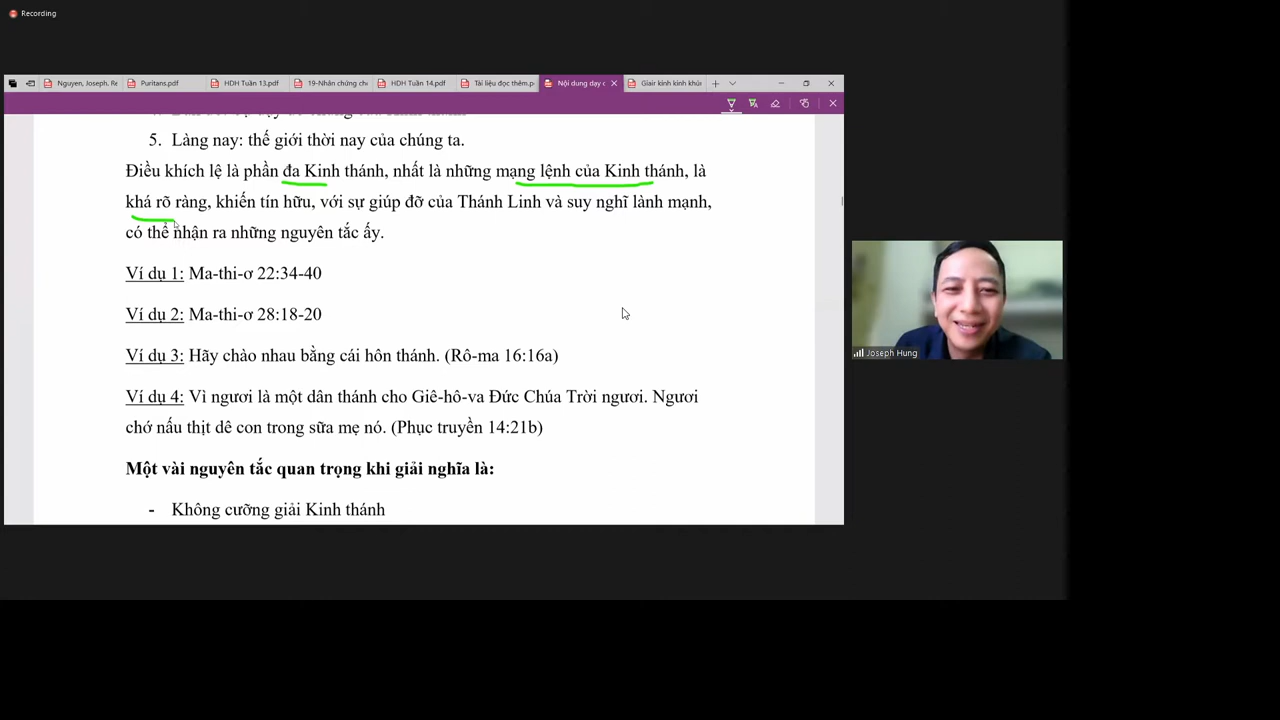 Recording
Nguyen, Joseph. Re
Puritans.pdf
HDH Tuần 13.pdf
19-Nhân chứng chi
HDH Tuần 14.pdf
Tài liệu đọc thêm.p
Nội dung dạy c
Giair kinh kinh khủ
5. Làng nay: thế giới thời nay của chúng ta.
Điều khích lệ là phần đa Kinh thánh, nhất là những mạng lệnh của Kinh thánh, là
khá rõ ràng, khiến tín hữu, với sự giúp đỡ của Thánh Linh và suy nghĩ lành mạnh,
có thể nhận ra những nguyên tắc ấy.
Ví dụ 1: Ma-thi-ơ 22:34-40
Ví dụ 2: Ma-thi-ơ 28:18-20
Ví dụ 3: Hãy chào nhau bằng cái hôn thánh. (Rô-ma 16:16a)
Ví dụ 4: Vì ngươi là một dân thánh cho Giê-hô-va Đức Chúa Trời ngươi. Ngươi
chớ nấu thịt dê con trong sữa mẹ nó. (Phục truyền 14:21b)
Một vài nguyên tắc quan trọng khi giải nghĩa là:
- Không cưỡng giải Kinh thánh
Joseph Hung